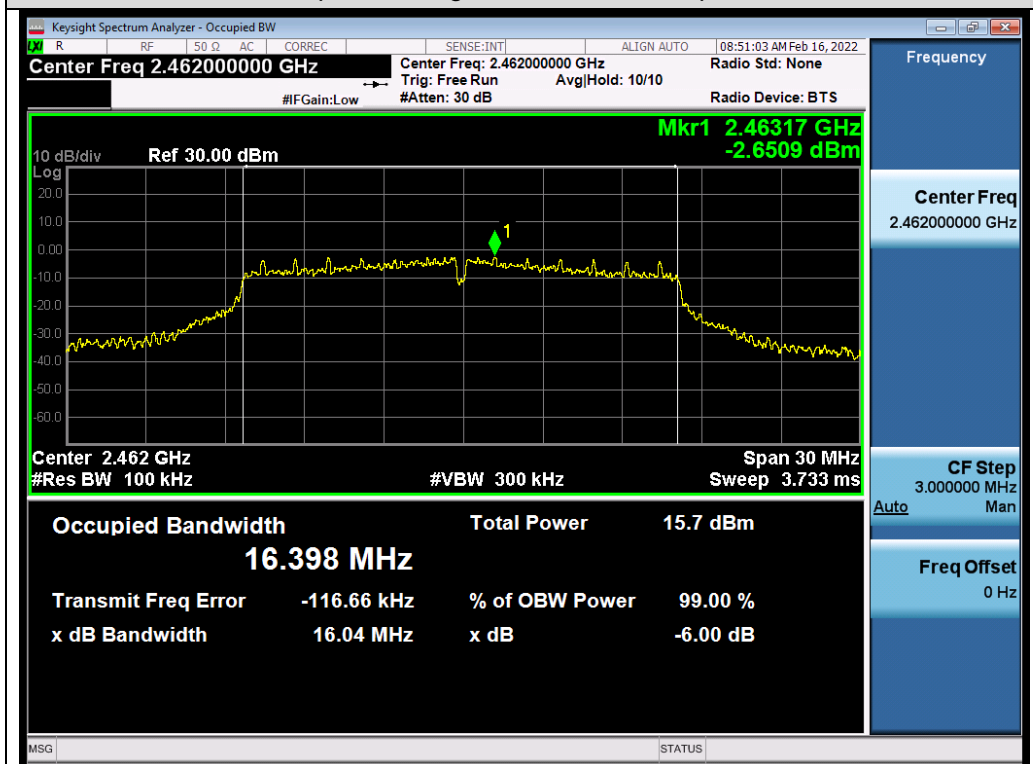 Keysight Spectrum Analyzer - Occupied BW
LXI R RF 50 Ω AC CORREC SENSE:INT ALIGN AUTO 08:51:03 AM Feb 16, 2022
Center Freq 2.462000000 GHz
Center Freq: 2.462000000 GHz Radio Std: None
Trig: Free Run Avg|Hold: 10/10
#IFGain:Low #Atten: 30 dB Radio Device: BTS
Frequency
Mkr1 2.46317 GHz
-2.6509 dBm
10 dB/div Ref 30.00 dBm
Log
20.0
10.0
0.00
-10.0
-20.0
-30.0
-40.0
-50.0
-60.0
1
Center 2.462 GHz Span 30 MHz
#Res BW 100 kHz #VBW 300 kHz Sweep 3.733 ms
Center Freq
2.462000000 GHz
CF Step
3.000000 MHz
Auto Man
Freq Offset
0 Hz
Occupied Bandwidth Total Power 15.7 dBm
16.398 MHz
Transmit Freq Error -116.66 kHz % of OBW Power 99.00 %
x dB Bandwidth 16.04 MHz x dB -6.00 dB
MSG STATUS